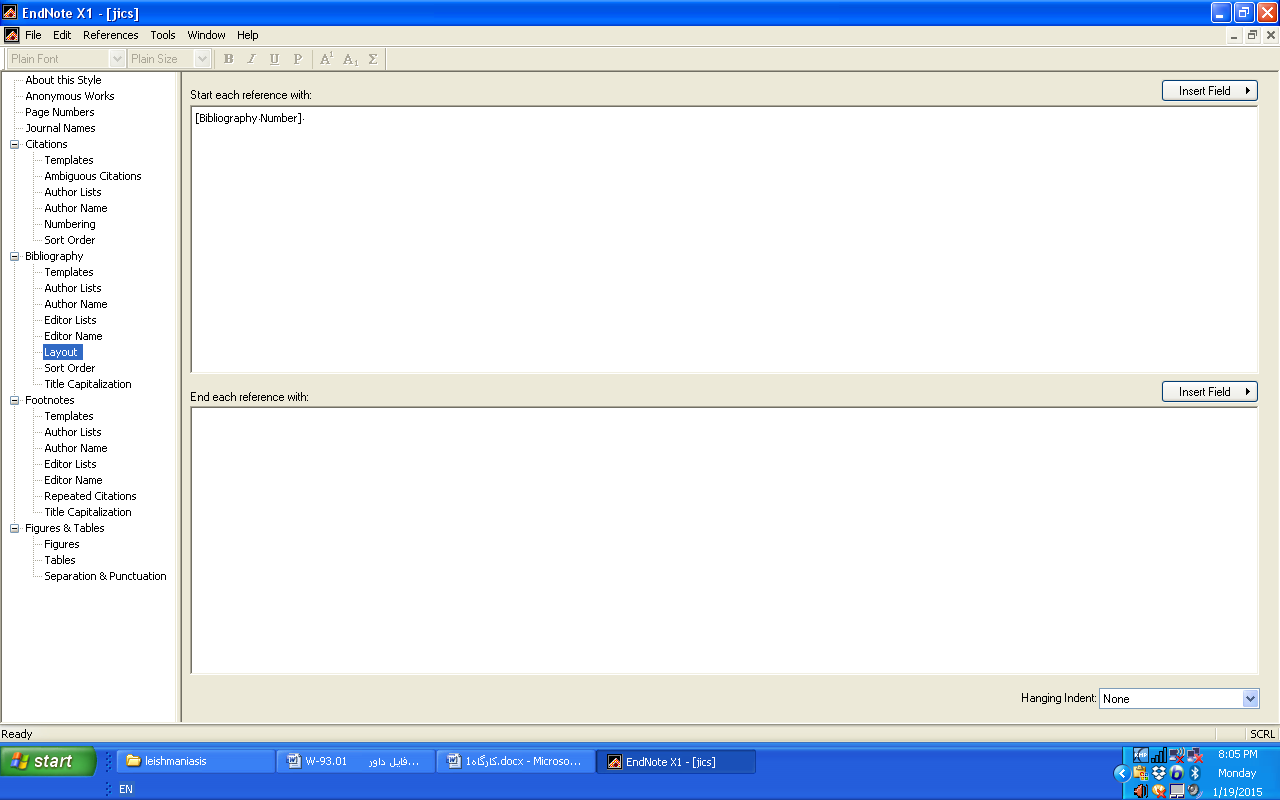 EndNote X1 - [jics]
File Edit References Tools Window Help
Plain Font Plain Size B I U P A¹ A₁ Σ
About this Style
Anonymous Works
Page Numbers
Journal Names
Citations
Templates
Ambiguous Citations
Author Lists
Author Name
Numbering
Sort Order
Bibliography
Templates
Author Lists
Author Name
Editor Lists
Editor Name
Layout
Sort Order
Title Capitalization
Footnotes
Templates
Author Lists
Author Name
Editor Lists
Editor Name
Repeated Citations
Title Capitalization
Figures & Tables
Figures
Tables
Separation & Punctuation
Start each reference with:
Insert Field
[Bibliography·Number]·
End each reference with:
Insert Field
Hanging Indent: None
Ready
SCRL
start
leishmaniasis
W-93.01 فایل داور...
کارگاه1.docx - Microso...
EndNote X1 - [jics]
EN
8:05 PM
Monday
1/19/2015